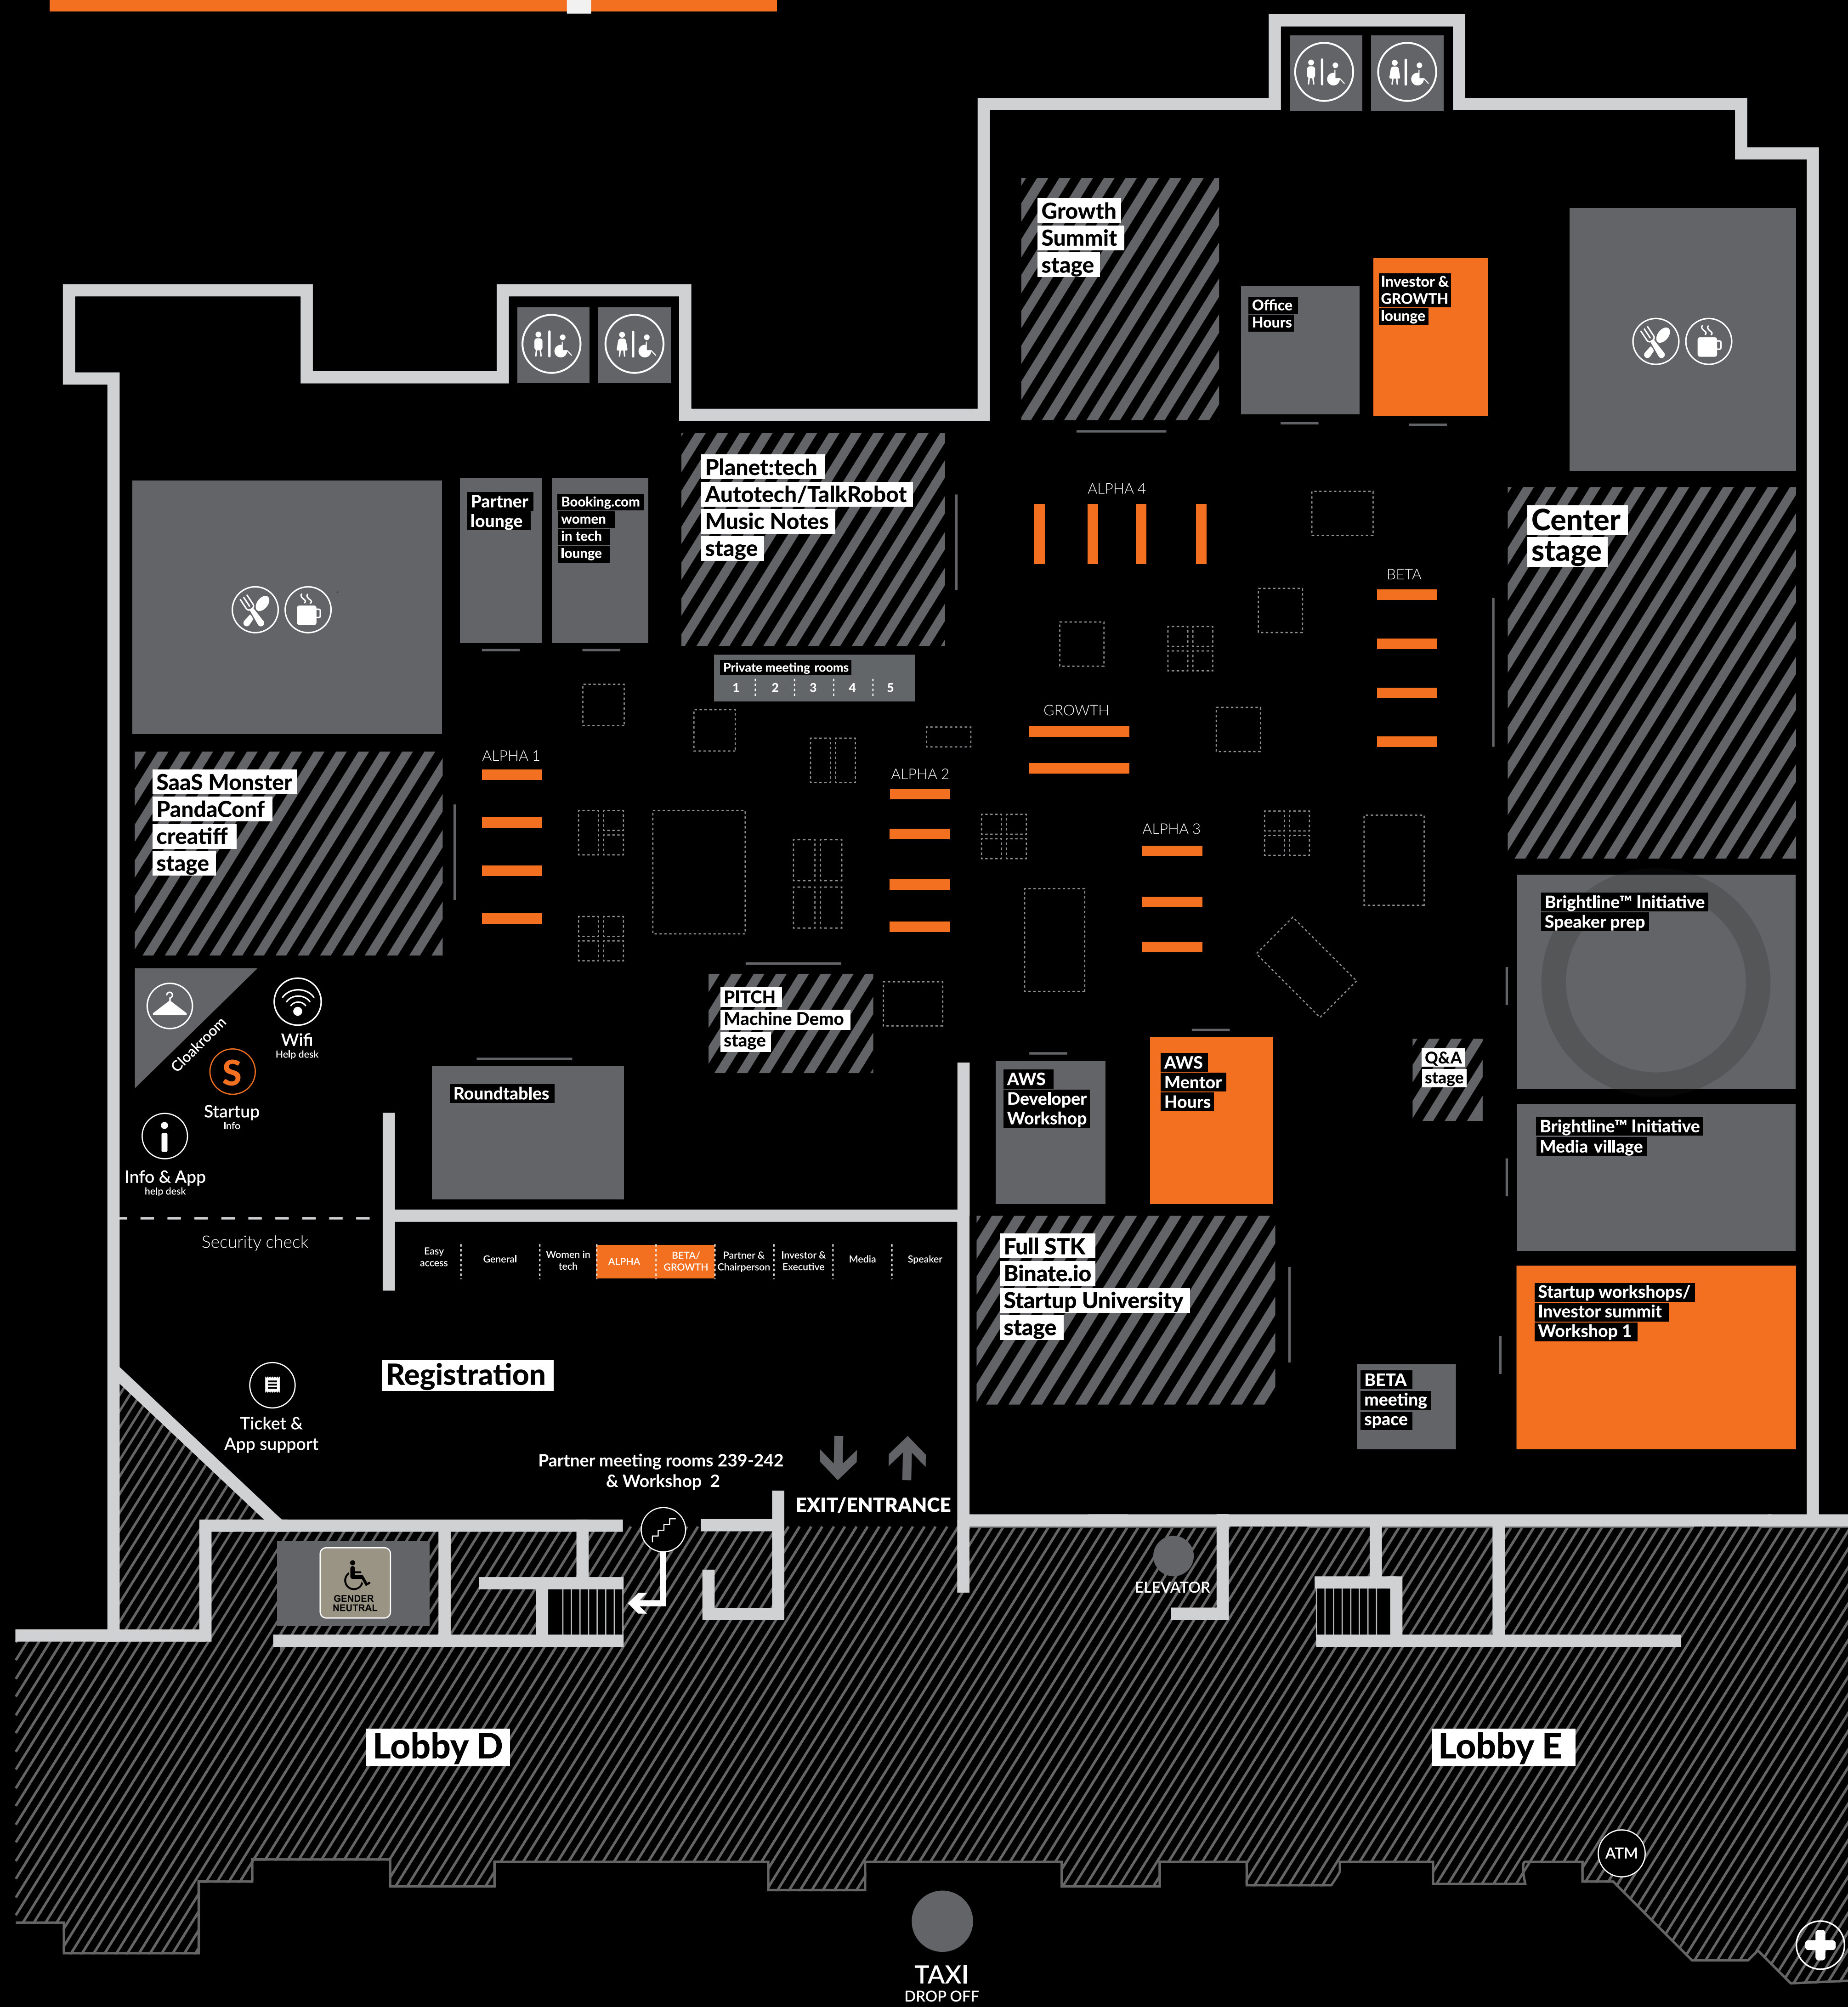 Growth
Summit
stage
Office
Hours
Investor &
GROWTH
lounge
Partner
lounge
Booking.com
women
in tech
lounge
Planet:tech
Autotech/TalkRobot
Music Notes
stage
ALPHA 4
Center
stage
BETA
Private meeting rooms
1 2 3 4 5
GROWTH
ALPHA 1
SaaS Monster
PandaConf
creatiff
stage
ALPHA 2
ALPHA 3
Brightline™ Initiative
Speaker prep
Cloakroom
Wifi
Help desk
S
Startup
Info
i
Info & App
help desk
PITCH
Machine Demo
stage
Roundtables
AWS
Developer
Workshop
AWS
Mentor
Hours
Q&A
stage
Brightline™ Initiative
Media village
Security check
Easy
access
General
Women in
tech
ALPHA
BETA/
GROWTH
Partner &
Chairperson
Investor &
Executive
Media
Speaker
Full STK
Binate.io
Startup University
stage
Startup workshops/
Investor summit
Workshop 1
Registration
BETA
meeting
space
Ticket &
App support
Partner meeting rooms 239-242
& Workshop 2
EXIT/ENTRANCE
GENDER
NEUTRAL
ELEVATOR
Lobby D
Lobby E
ATM
TAXI
DROP OFF